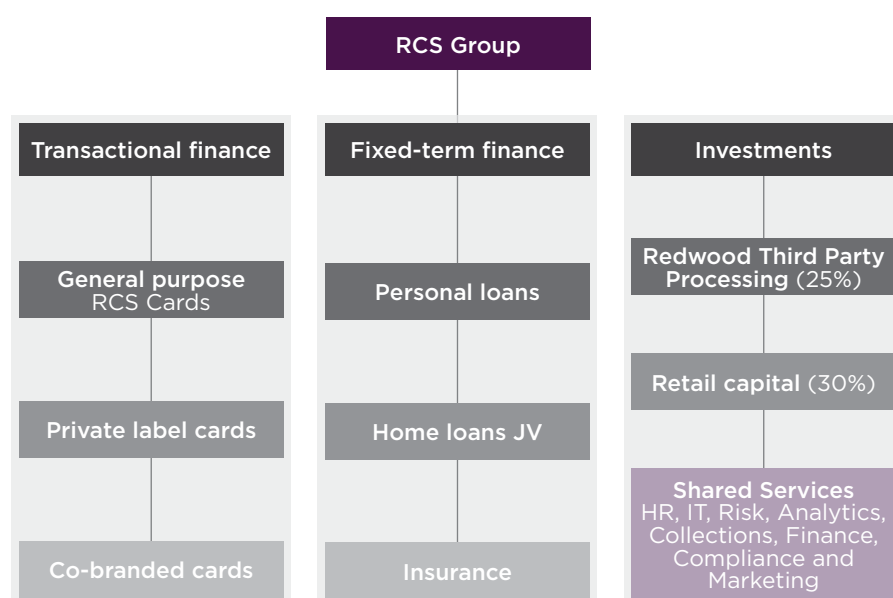 RCS Group
Transactional finance
General purpose
RCS Cards
Private label cards
Co-branded cards
Fixed-term finance
Personal loans
Home loans JV
Insurance
Investments
Redwood Third Party
Processing (25%)
Retail capital (30%)
Shared Services
HR, IT, Risk, Analytics,
Collections, Finance,
Compliance and
Marketing